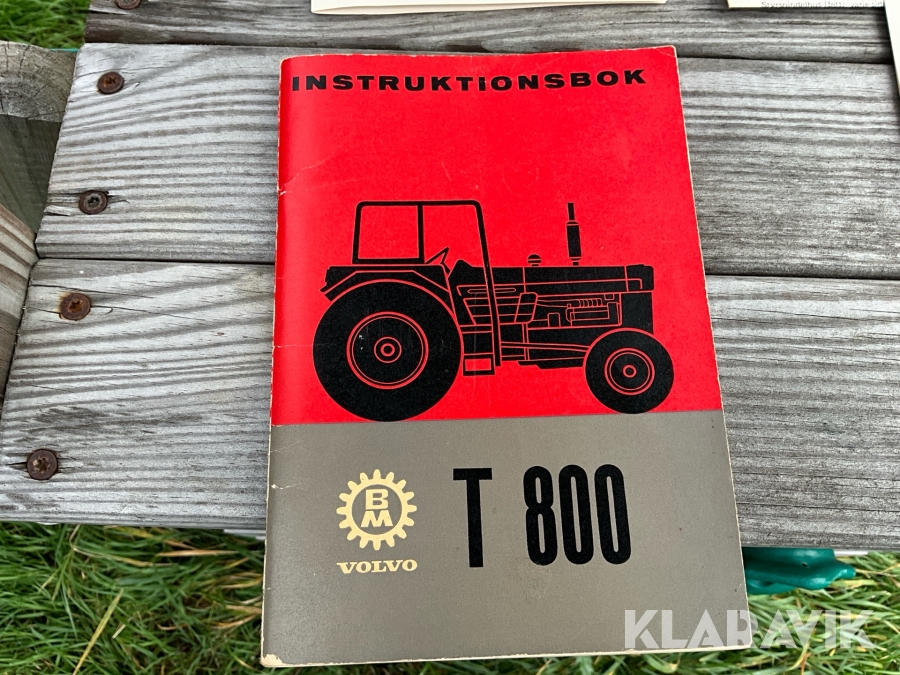 INSTRUKTIONSBOK
BM
VOLVO
T 800
KLARAVIK